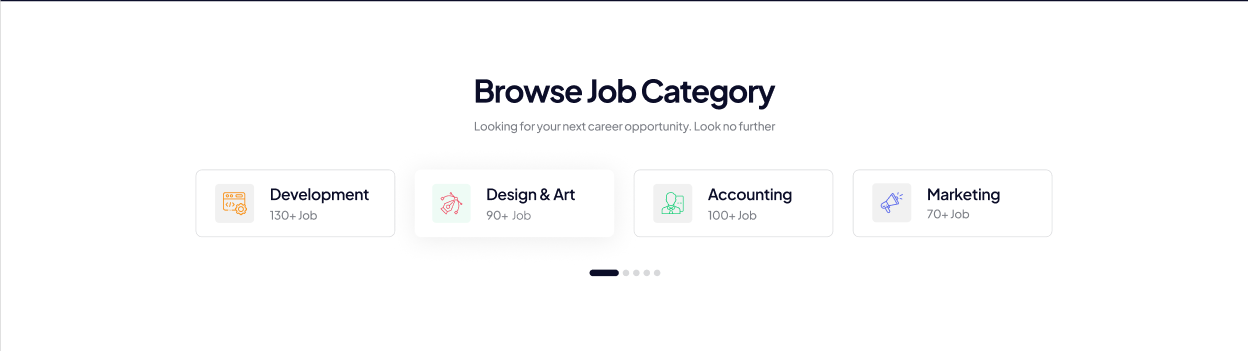 Browse Job Category
Looking for your next career opportunity. Look no further
Development
130+ Job
Design & Art
90+ Job
Accounting
100+ Job
Marketing
70+ Job